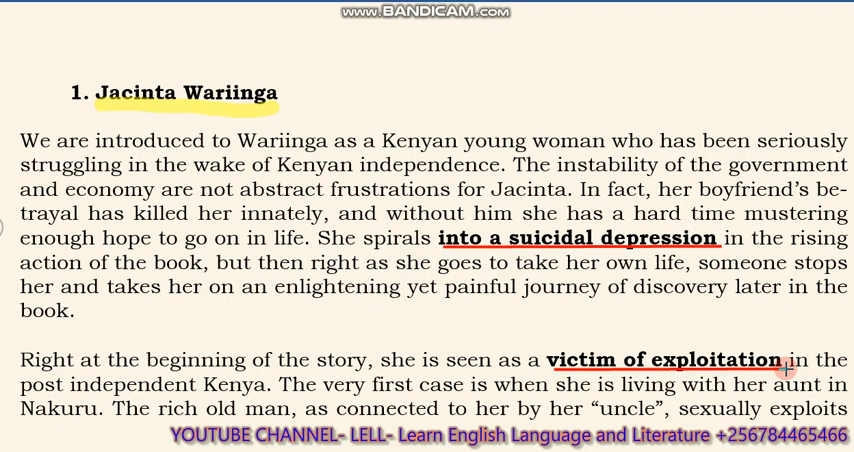 www.BANDICAM.com
1. Jacinta Wariinga
We are introduced to Wariinga as a Kenyan young woman who has been seriously
struggling in the wake of Kenyan independence. The instability of the government
and economy are not abstract frustrations for Jacinta. In fact, her boyfriend's be-
trayal has killed her innately, and without him she has a hard time mustering
enough hope to go on in life. She spirals into a suicidal depression in the rising
action of the book, but then right as she goes to take her own life, someone stops
her and takes her on an enlightening yet painful journey of discovery later in the
book.
Right at the beginning of the story, she is seen as a victim of exploitation in the
post independent Kenya. The very first case is when she is living with her aunt in
Nakuru. The rich old man, as connected to her by her “uncle”, sexually exploits
YOUTUBE CHANNEL- LELL- Learn English Language and Literature +256784465466